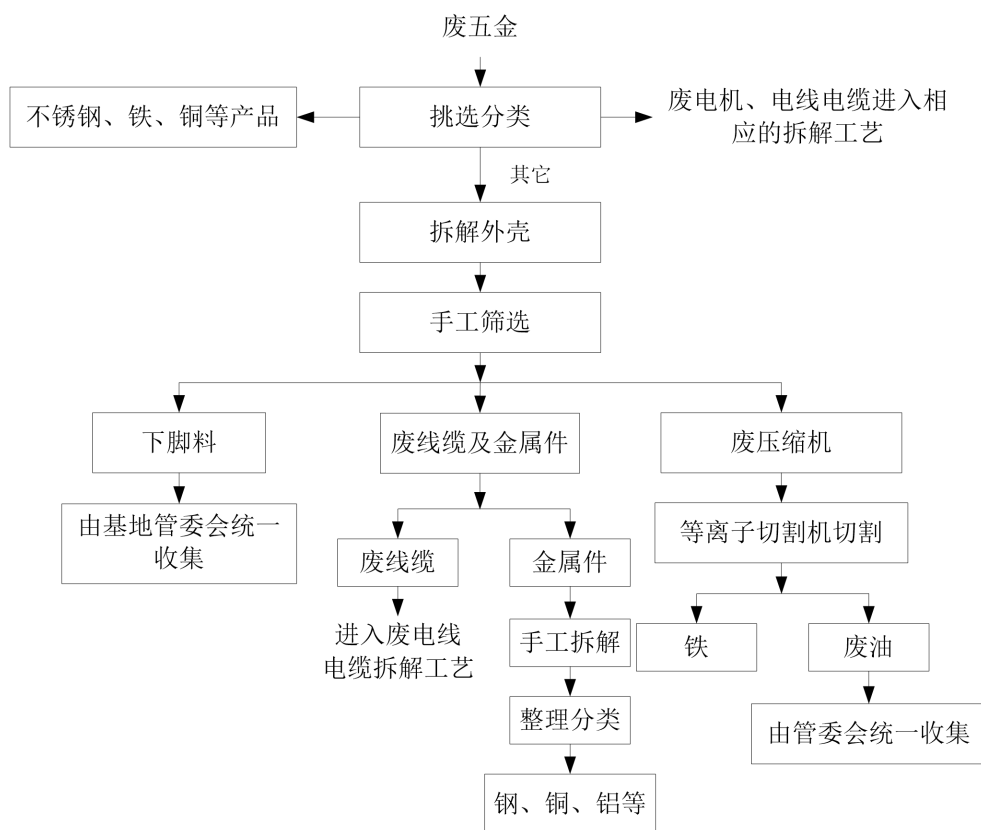 废五金
不锈钢、铁、铜等产品
挑选分类
废电机、电线电缆进入相
应的拆解工艺
其它
拆解外壳
手工筛选
下脚料
废线缆及金属件
废压缩机
由基地管委会统一
收集
等离子切割机切割
废线缆
金属件
进入废电线
电缆拆解工艺
手工拆解
铁
废油
整理分类
由管委会统一收集
钢、铜、铝等